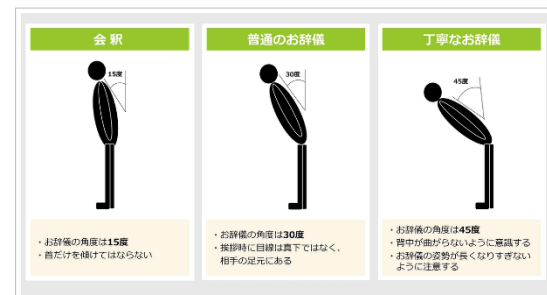 会釈
15度
・お辞儀の角度は15度
・首だけを傾けてはならない
普通のお辞儀
30度
・お辞儀の角度は30度
・挨拶時に目線は真下ではなく、
相手の足元にある
丁寧なお辞儀
45度
・お辞儀の角度は45度
・背中が曲がらないように意識する
・お辞儀の姿勢が長くなりすぎない
ように注意する